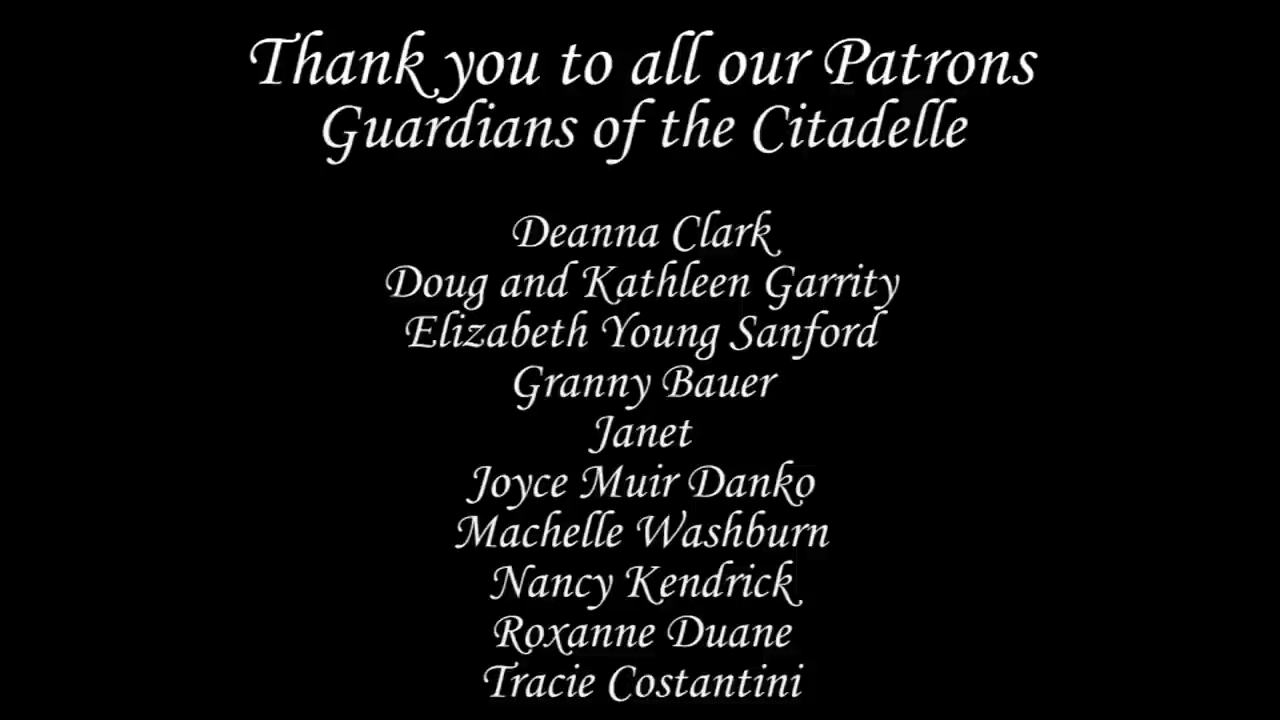 Thank you to all our Patrons
Guardians of the Citadelle
Deanna Clark
Doug and Kathleen Garrity
Elizabeth Young Sanford
Granny Bauer
Janet
Joyce Muir Danko
Machelle Washburn
Nancy Kendrick
Roxanne Duane
Tracie Costantini